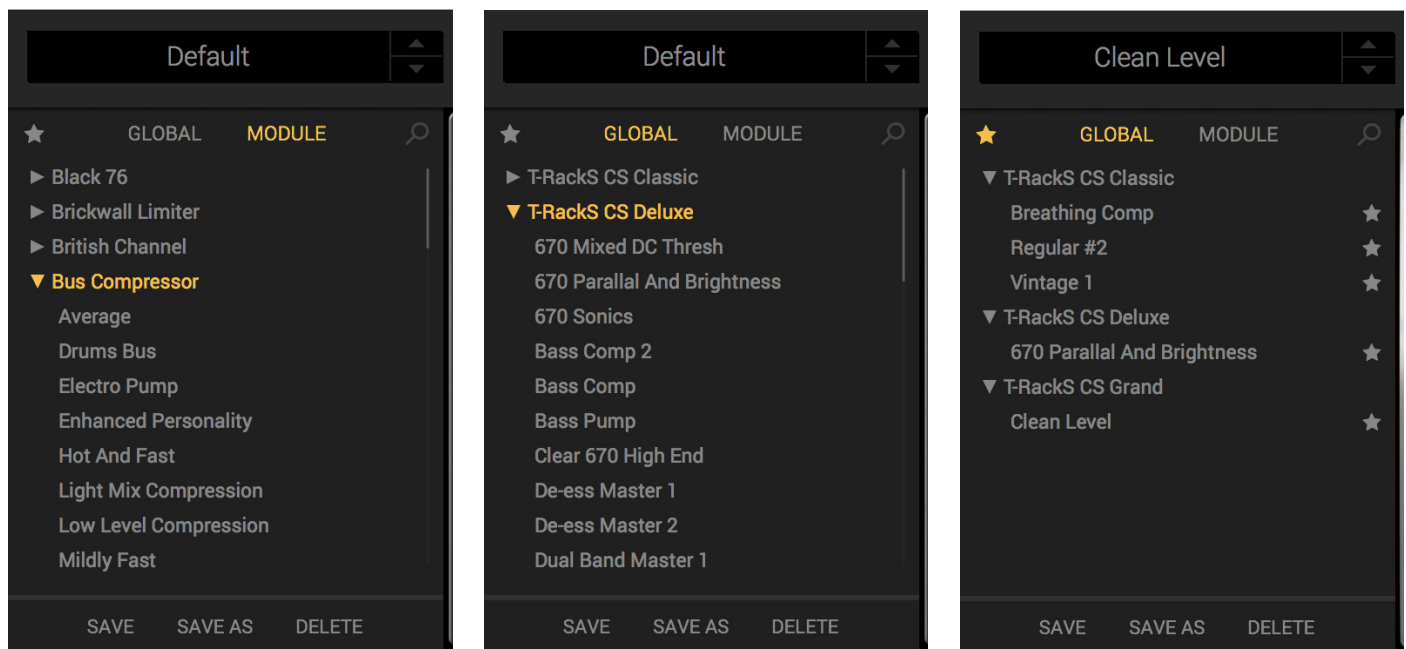 Default
GLOBAL MODULE
Black 76
Brickwall Limiter
British Channel
Bus Compressor
Average
Drums Bus
Electro Pump
Enhanced Personality
Hot And Fast
Light Mix Compression
Low Level Compression
Mildly Fast
SAVE SAVE AS DELETE
Default
GLOBAL MODULE
T-RackS CS Classic
T-RackS CS Deluxe
670 Mixed DC Thresh
670 Parallal And Brightness
670 Sonics
Bass Comp 2
Bass Comp
Bass Pump
Clear 670 High End
De-ess Master 1
De-ess Master 2
Dual Band Master 1
SAVE SAVE AS DELETE
Clean Level
GLOBAL MODULE
T-RackS CS Classic
Breathing Comp
Regular #2
Vintage 1
T-RackS CS Deluxe
670 Parallal And Brightness
T-RackS CS Grand
Clean Level
SAVE SAVE AS DELETE